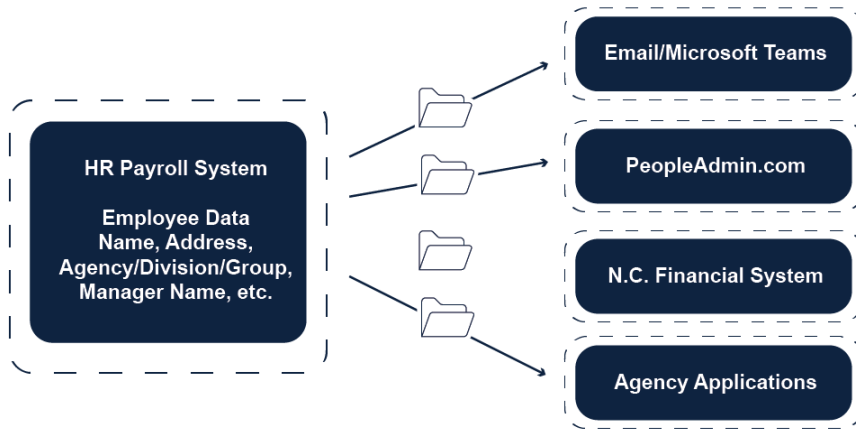 HR Payroll System
Employee Data
Name, Address,
Agency/Division/Group,
Manager Name, etc.
Email/Microsoft Teams
PeopleAdmin.com
N.C. Financial System
Agency Applications